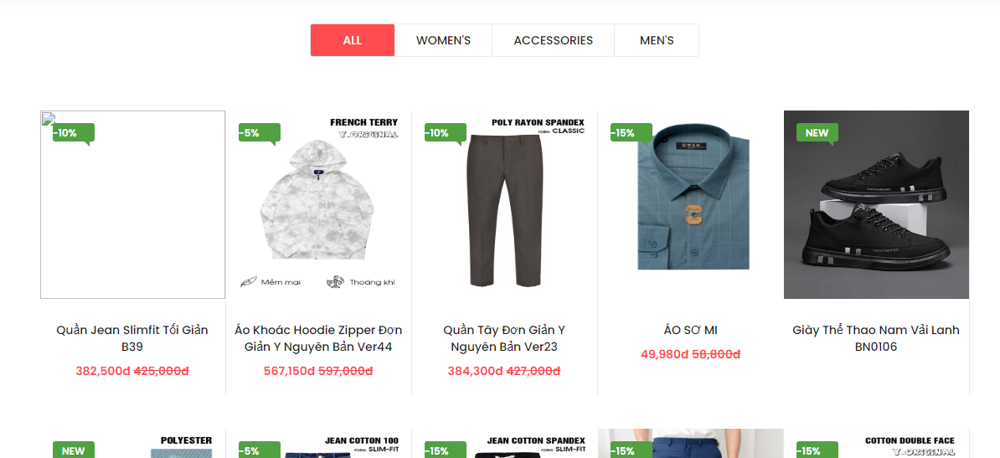 ALL
WOMEN'S
ACCESSORIES
MEN'S
-10%
-5%
FRENCH TERRY
Y_ORIGINAL
Mềm mại
Thoáng khí
-10%
POLY RAYON SPANDEX
FORM: CLASSIC
-15%
OWEN
NEW
Quần Jean Slimfit Tối Giản
B39
382,500đ 425,000đ
Áo Khoác Hoodie Zipper Đơn
Giản Y Nguyên Bản Ver44
567,150đ 597,000đ
Quần Tây Đơn Giản Y
Nguyên Bản Ver23
384,300đ 427,000đ
ÁO SƠ MI
49,980đ 58,800đ
Giày Thể Thao Nam Vải Lanh
BN0106
NEW
POLYESTER
-5%
JEAN COTTON 100
FORM: SLIM-FIT
-15%
JEAN COTTON SPANDEX
FORM: SLIM-FIT
-15%
-15%
COTTON DOUBLE FACE
Y_ORIGINAL